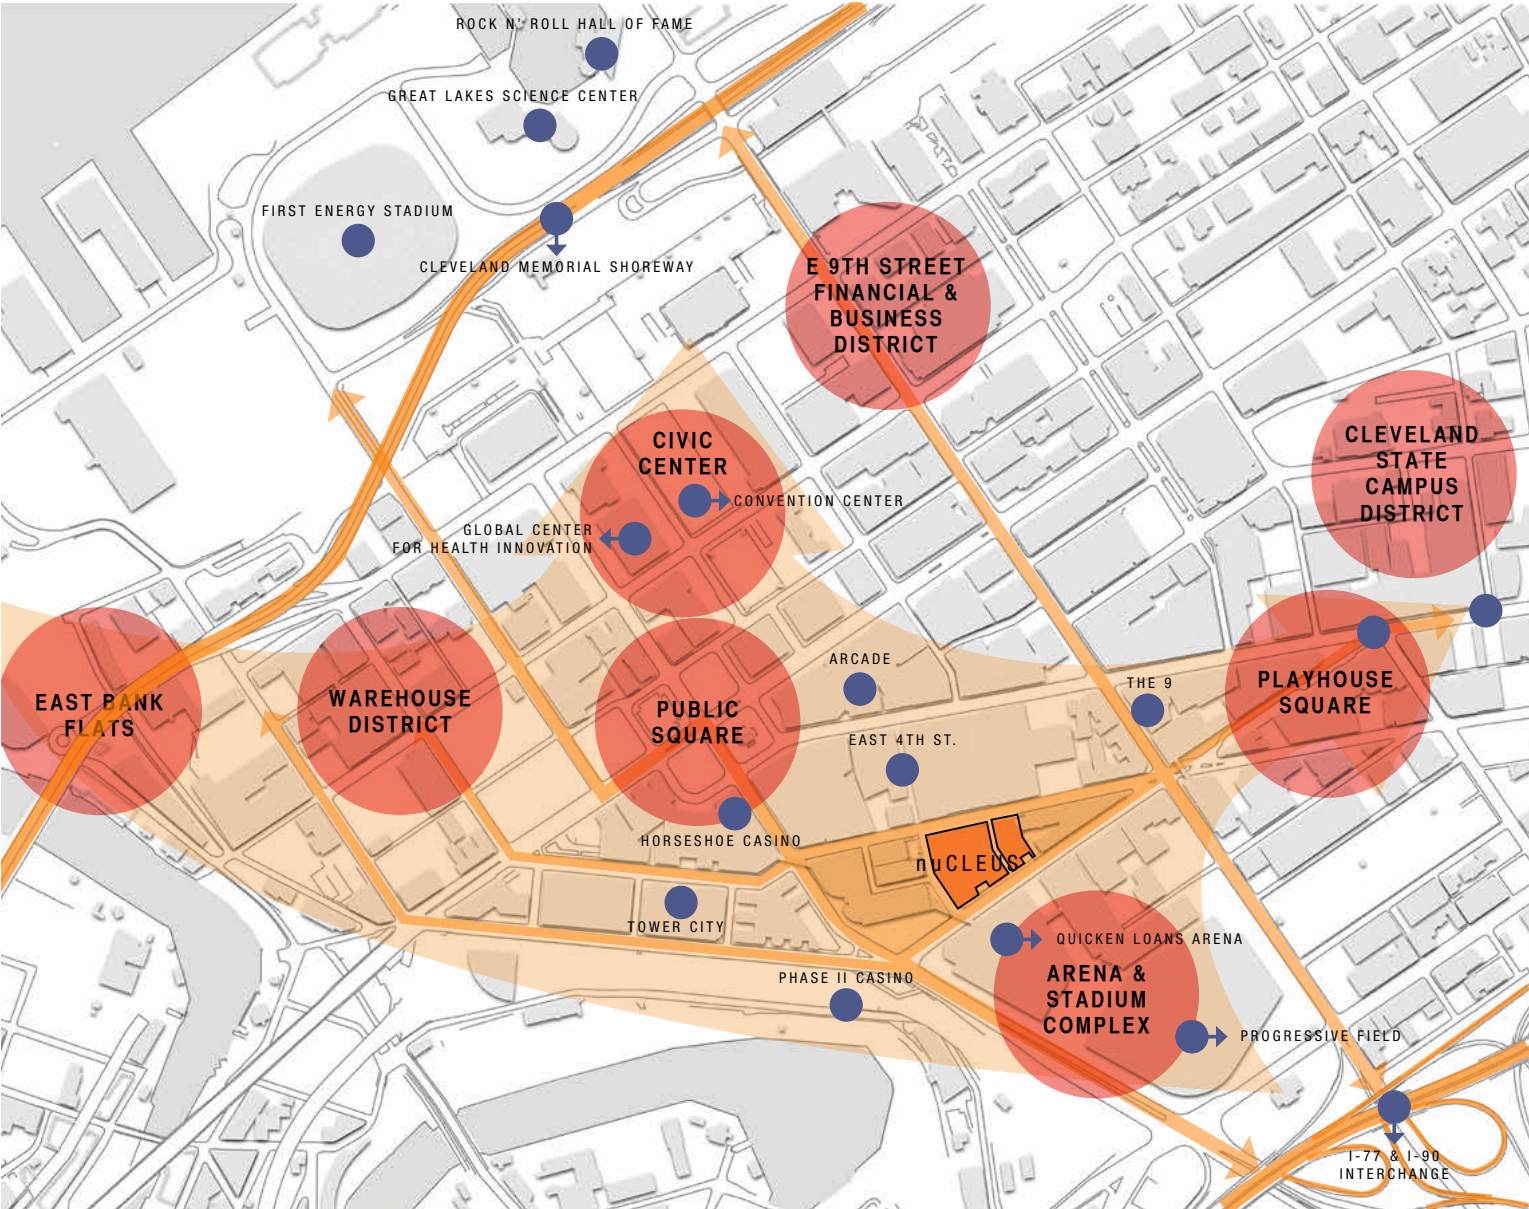 ROCK N' ROLL HALL OF FAME
GREAT LAKES SCIENCE CENTER
FIRST ENERGY STADIUM
CLEVELAND MEMORIAL SHOREWAY
E 9TH STREET
FINANCIAL &
BUSINESS
DISTRICT
CIVIC
CENTER
CONVENTION CENTER
GLOBAL CENTER
FOR HEALTH INNOVATION
CLEVELAND
STATE
CAMPUS
DISTRICT
EAST BANK
FLATS
WAREHOUSE
DISTRICT
PUBLIC
SQUARE
ARCADE
THE 9
PLAYHOUSE
SQUARE
EAST 4TH ST.
HORSESHOE CASINO
nuCLEUS
TOWER CITY
QUICKEN LOANS ARENA
PHASE II CASINO
ARENA &
STADIUM
COMPLEX
PROGRESSIVE FIELD
I-77 & I-90
INTERCHANGE